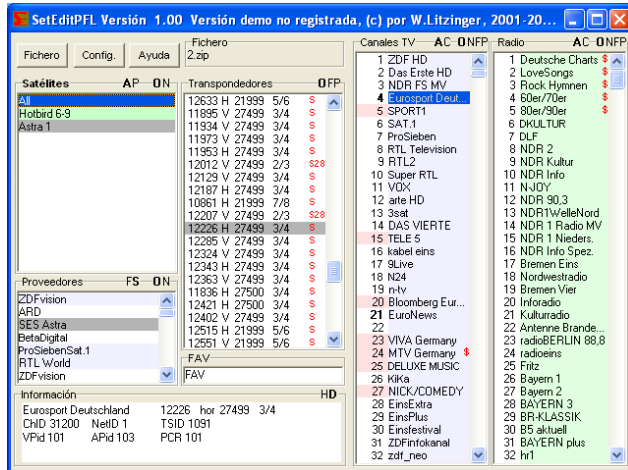 SetEditPFL Versión 1.00 Versión demo no registrada, (c) por W.Litzinger, 2001-20...
Fichero Config. Ayuda
Fichero
2.zip
Satélites AP ON
All
Hotbird 6-9
Astra 1
Proveedores FS ON
ZDFvision
ARD
SES Astra
BetaDigital
ProSiebenSat.1
RTL World
ZDFvision
Transpondedores OFP
12633 H 21999 5/6 S
11895 V 27499 3/4 S
11934 V 27499 3/4 S
11973 V 27499 3/4 S
11953 H 27499 3/4 S
12012 V 27499 2/3 S28
12129 V 27499 3/4 S
12187 H 27499 3/4 S
10861 H 21999 7/8 S
12207 V 27499 2/3 S28
12226 H 27499 3/4 S
12285 V 27499 3/4 S
12324 V 27499 3/4 S
12343 H 27499 3/4 S
12363 V 27499 3/4 S
11836 H 27500 3/4 S
12421 H 27500 3/4 S
12402 V 27499 3/4 S
12515 H 21999 5/6 S
12551 V 21999 5/6 S
FAV
FAV
Información HD
Eurosport Deutschland 12226 hor 27499 3/4
ChID 31200 NetID 1 TSID 1091
VPid 101 APid 103 PCR 101
Canales TV AC ONFP
1 ZDF HD
2 Das Erste HD
3 NDR FS MV
4 Eurosport Deut...
5 SPORT1
6 SAT.1
7 ProSieben
8 RTL Television
9 RTL2
10 Super RTL
11 VOX
12 arte HD
13 3sat
14 DAS VIERTE
15 TELE 5
16 kabel eins
17 9Live
18 N24
19 n-tv
20 Bloomberg Eur...
21 EuroNews
22
23 VIVA Germany
24 MTV Germany $
25 DELUXE MUSIC
26 KiKa
27 NICK/COMEDY
28 EinsExtra
29 EinsPlus
30 Einsfestival
31 ZDFinfokanal
32 zdf_neo
Radio AC ONFP
1 Deutsche Charts $
2 LoveSongs $
3 Rock Hymnen $
4 60er/70er $
5 80er/90er $
6 DKULTUR
7 DLF
8 NDR 2
9 NDR Kultur
10 NDR Info
11 N-JOY
12 NDR 90,3
13 NDR1WelleNord
14 NDR 1 Radio MV
15 NDR 1 Nieders.
16 NDR Info Spez.
17 Bremen Eins
18 Nordwestradio
19 Bremen Vier
20 Inforadio
21 Kulturradio
22 Antenne Brande...
23 radioBERLIN 88,8
24 radioeins
25 Fritz
26 Bayern 1
27 Bayern 2
28 BAYERN 3
29 BR-KLASSIK
30 B5 aktuell
31 BAYERN plus
32 hr1